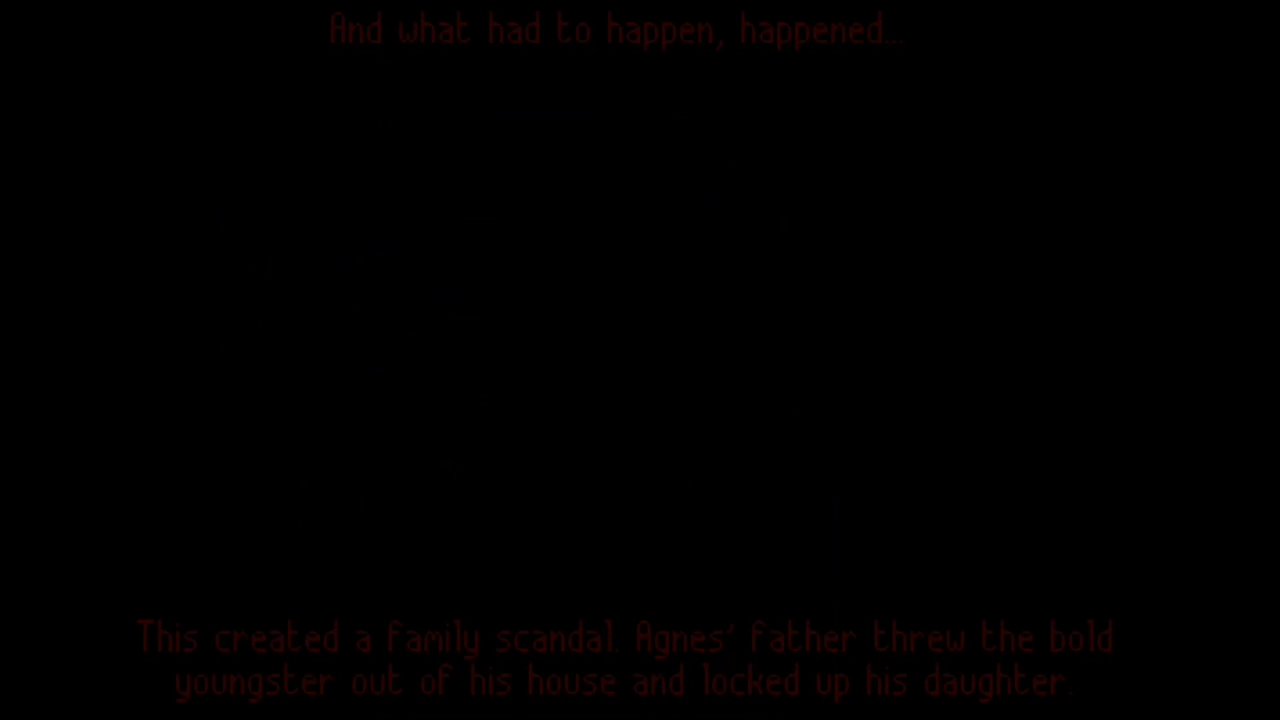 And what had to happen, happened...
This created a family scandal. Agnes' father threw the bold
youngster out of his house and locked up his daughter.